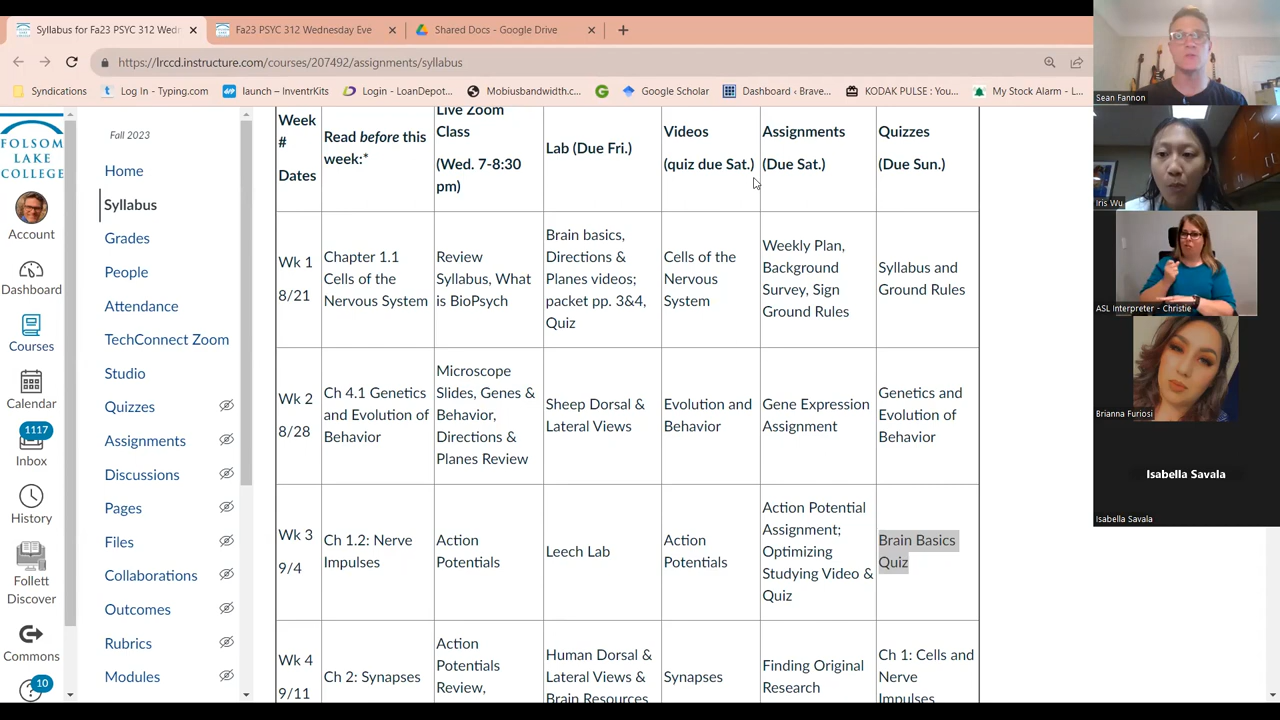 Syllabus for Fa23 PSYC 312 Wedn
Fa23 PSYC 312 Wednesday Eve
Shared Docs - Google Drive
https://lrccd.instructure.com/courses/207492/assignments/syllabus
Syndications
Log In - Typing.com
launch – InventrKits
Login - LoanDepot...
Mobiusbandwidth.c...
Google Scholar
Dashboard ‹ Brave...
KODAK PULSE : You...
My Stock Alarm - L...
FOLSOM
LAKE
COLLEGE
Account
Dashboard
Courses
Calendar
1117
Inbox
History
Follett
Discover
Commons
10
Fall 2023
Home
Syllabus
Grades
People
Attendance
TechConnect Zoom
Studio
Quizzes
Assignments
Discussions
Pages
Files
Collaborations
Outcomes
Rubrics
Modules
Week
#
Dates
Read before this
week:*
Live Zoom
Class
(Wed. 7-8:30
pm)
Lab (Due Fri.)
Videos
(quiz due Sat.)
Assignments
(Due Sat.)
Quizzes
(Due Sun.)
Wk 1
8/21
Chapter 1.1
Cells of the
Nervous System
Review
Syllabus, What
is BioPsych
Brain basics,
Directions &
Planes videos;
packet pp. 3&4,
Quiz
Cells of the
Nervous
System
Weekly Plan,
Background
Survey, Sign
Ground Rules
Syllabus and
Ground Rules
Wk 2
8/28
Ch 4.1 Genetics
and Evolution of
Behavior
Microscope
Slides, Genes &
Behavior,
Directions &
Planes Review
Sheep Dorsal &
Lateral Views
Evolution and
Behavior
Gene Expression
Assignment
Genetics and
Evolution of
Behavior
Wk 3
9/4
Ch 1.2: Nerve
Impulses
Action
Potentials
Leech Lab
Action
Potentials
Action Potential
Assignment;
Optimizing
Studying Video &
Quiz
Brain Basics
Quiz
Wk 4
9/11
Ch 2: Synapses
Action
Potentials
Review,
Human Dorsal &
Lateral Views &
Brain Resources
Synapses
Finding Original
Research
Ch 1: Cells and
Nerve
Impulses
Sean Fannon
Iris Wu
ASL Interpreter - Christie
Brianna Furiosi
Isabella Savala
Isabella Savala